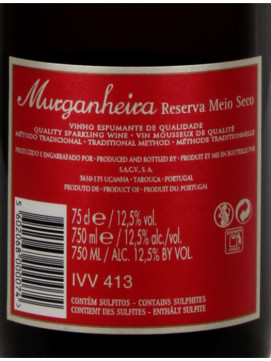 Murganheira Reserva Meio Seco
VINHO ESPUMANTE DE QUALIDADE
QUALITY SPARKLING WINE - VIN MOUSSEUX DE QUALITÉ
MÉTODO TRADICIONAL - TRADITIONAL METHOD - MÉTHODE TRADITIONNELLE
PRODUZIDO E ENGARRAFADO POR - PRODUCED AND BOTTLED BY - PRODUIT ET MIS EN BOUTEILLE PAR
S.A.C.V., S A.
3610-175 UCANHA - TABOUCA - PORTUGAL
PRODUTO DE - PRODUCT OF - PRODUIT DU: PORTUGAL
75 cl e / 12,5% vol.
750 ml e / 12,5% alc./vol.
750 ML / ALC. 12,5% BY VOL.
IVV 413
CONTÉM SULFITOS - CONTAINS SULPHITES
CONTIENT DES SULFITES - ENTHÄLT SULFITE